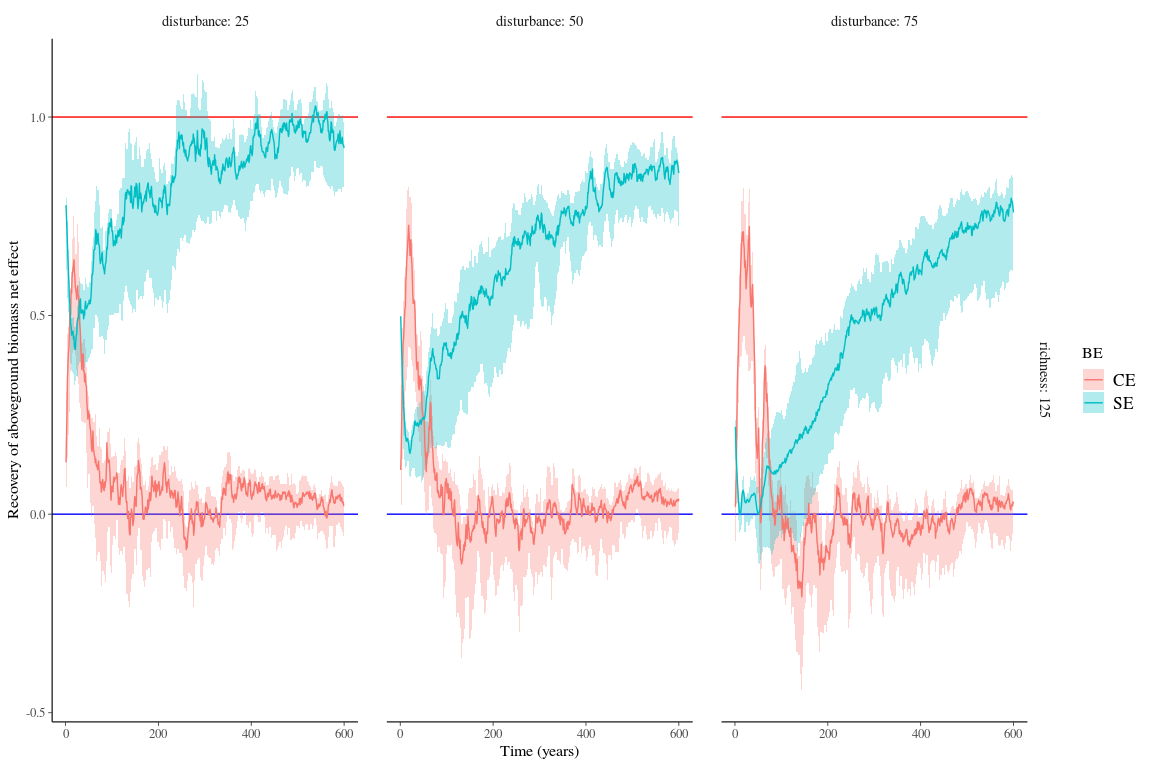 disturbance: 25
disturbance: 50
disturbance: 75
Recovery of aboveground biomass net effect
1.0
0.5
0.0
-0.5
0
200
400
600
0
200
400
600
0
200
400
600
Time (years)
richness: 125
BE
CE
SE